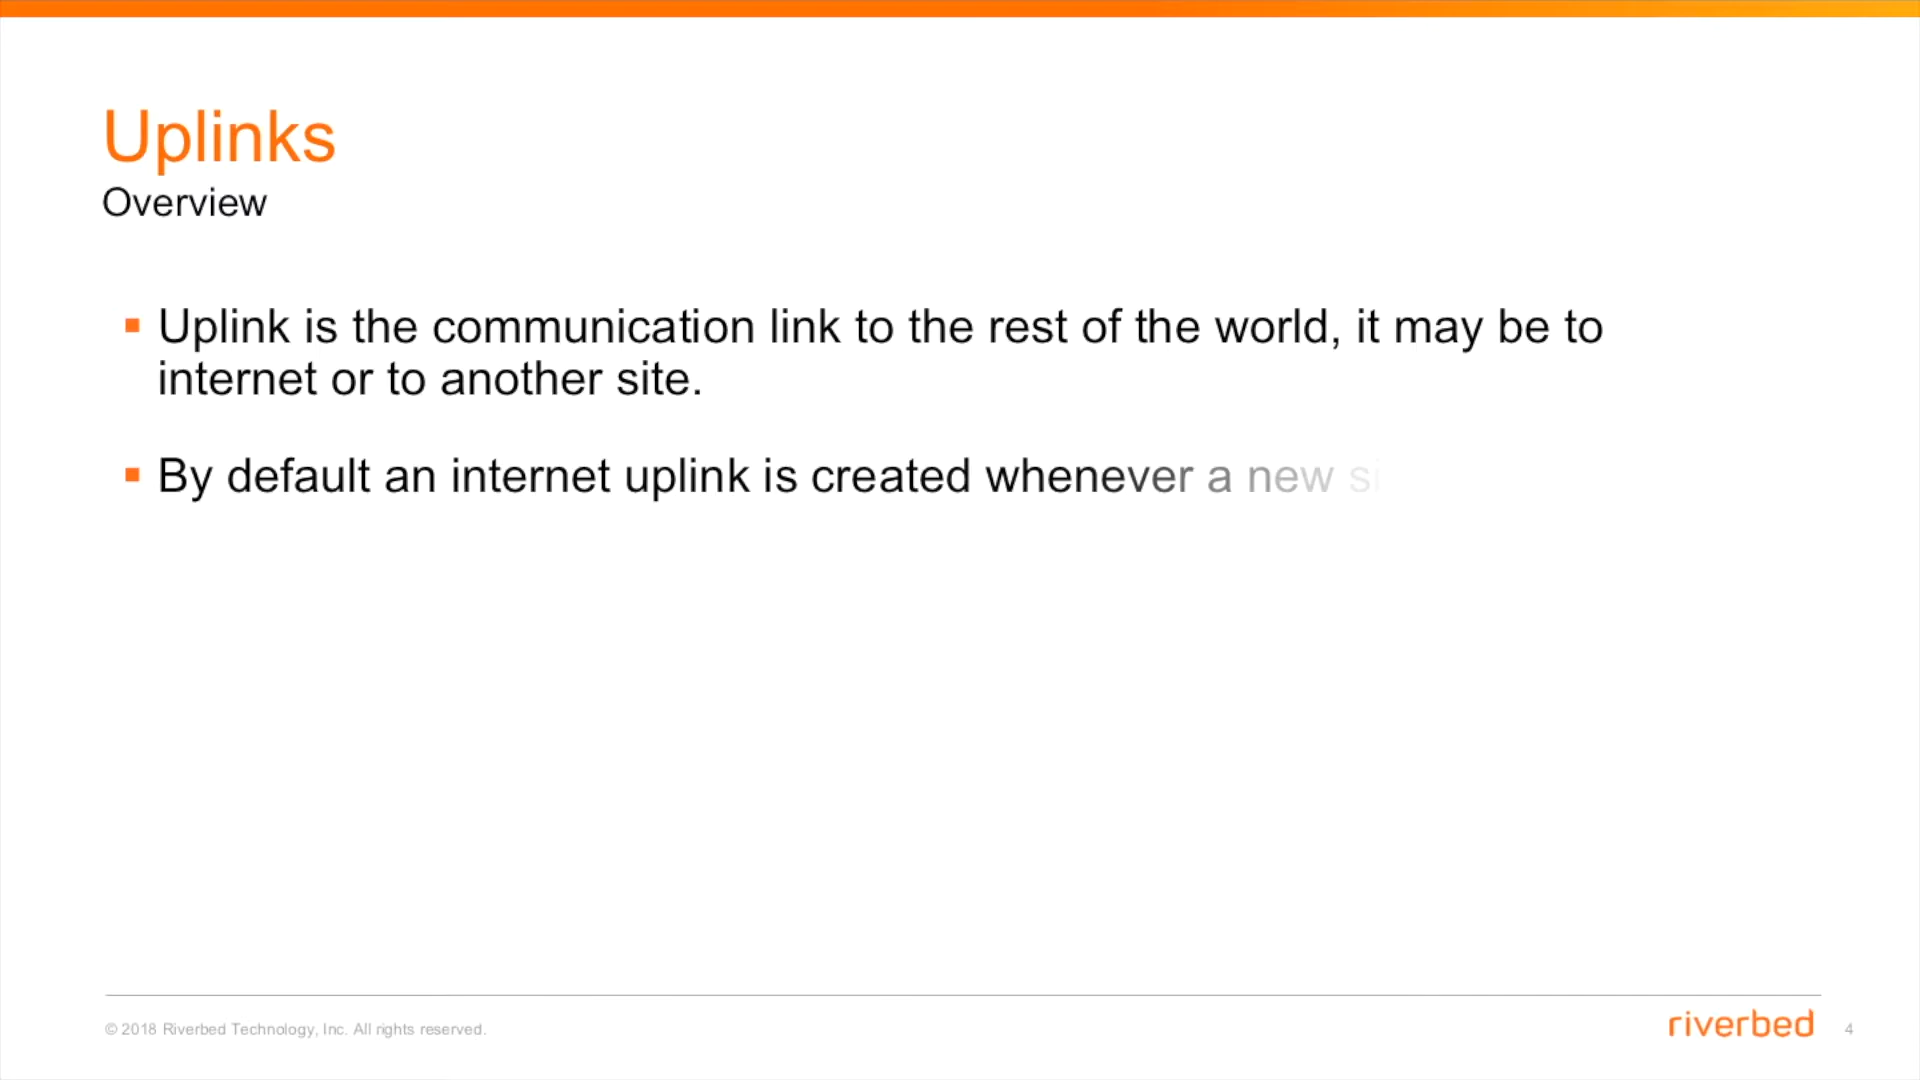 Uplinks
Overview
▪ Uplink is the communication link to the rest of the world, it may be to
internet or to another site.
▪ By default an internet uplink is created whenever a new
© 2018 Riverbed Technology, Inc. All rights reserved.
riverbed
4